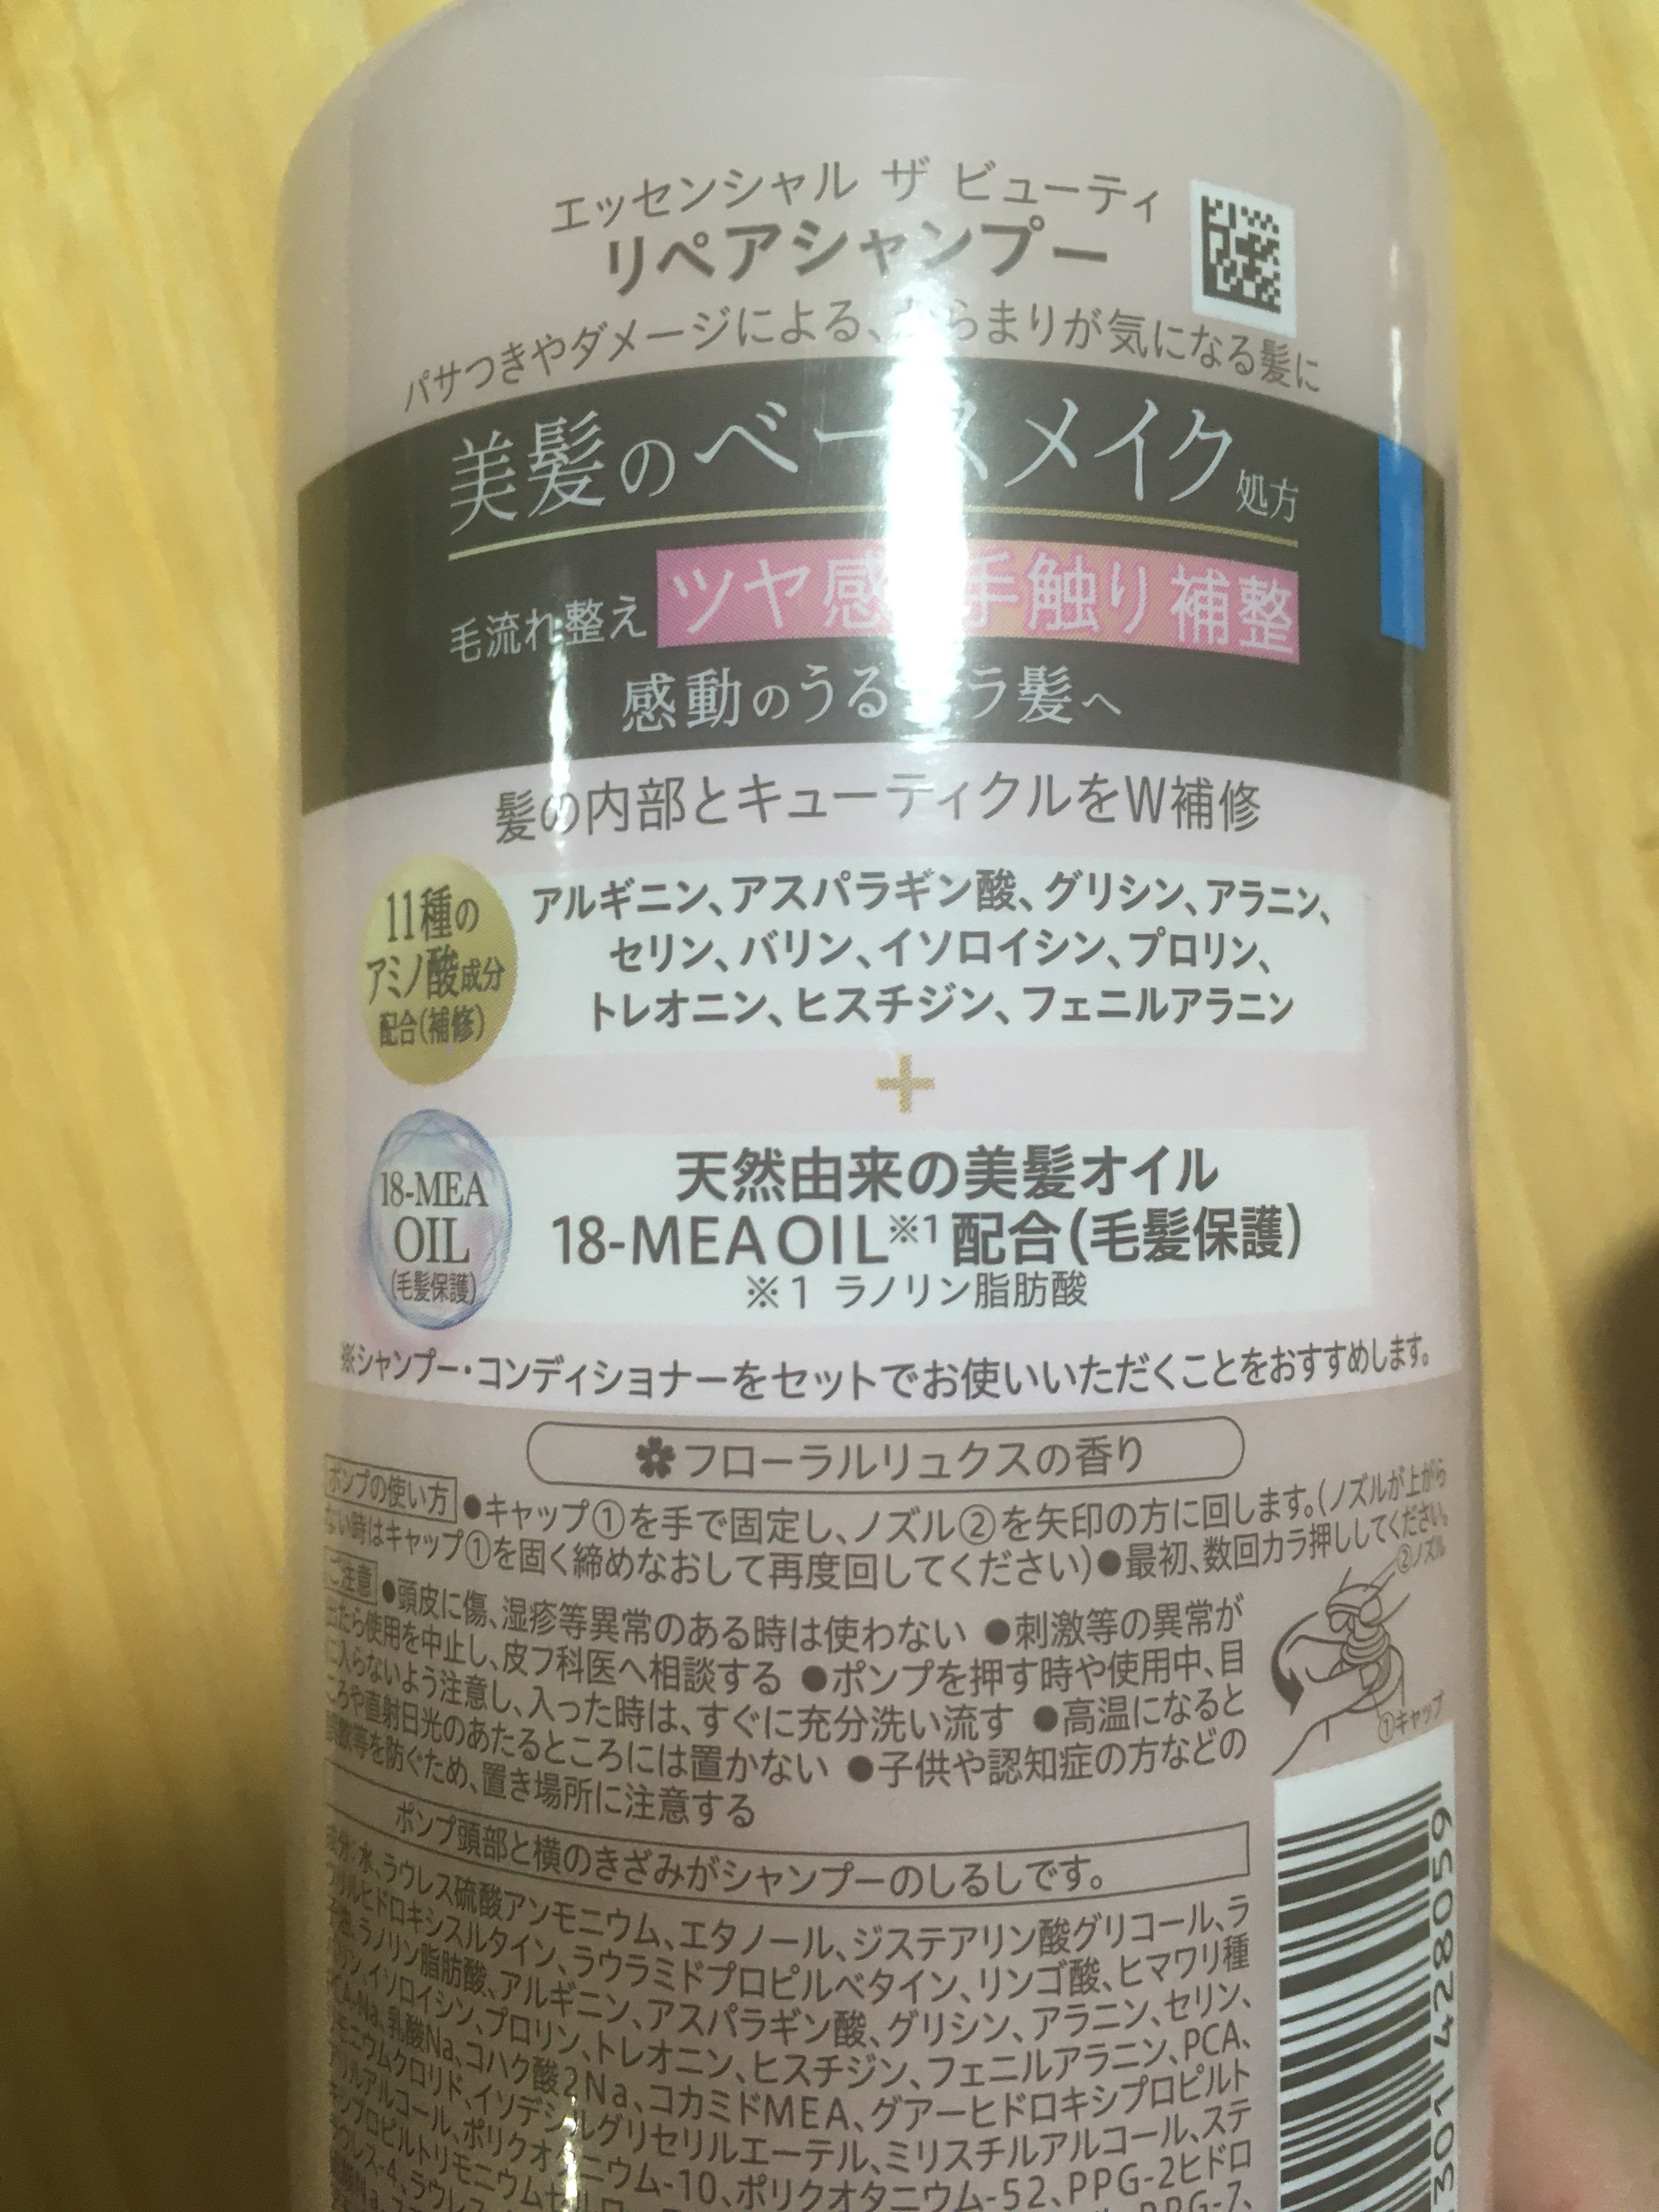 エッセンシャル ザ ビューティ
リペアシャンプー
パサつきやダメージによる、からまりが気になる髪に
美髪のベースメイク処方
毛流れ整え ツヤ感 手触り補整
感動のうる ラ髪へ
髪の内部とキューティクルをW補修
11種の
アミノ酸成分
配合(補修)
アルギニン、アスパラギン酸、グリシン、アラニン、
セリン、バリン、イソロイシン、プロリン、
トレオニン、ヒスチジン、フェニルアラニン
+
18-MEA
OIL
(毛髪保護)
天然由来の美髪オイル
18-MEA OIL※1配合(毛髪保護)
※1 ラノリン脂肪酸
※シャンプー・コンディショナーをセットでお使いいただくことをおすすめします。
フローラルリュクスの香り
ポンプの使い方 ●キャップ①を手で固定し、ノズル②を矢印の方に回します。(ノズルが上がら
ない時はキャップ①を固く締めなおして再度回してください)●最初、数回カラ押ししてください。
ご注意 ●頭皮に傷、湿疹等異常のある時は使わない ●刺激等の異常が
出たら使用を中止し、皮フ科医へ相談する ●ポンプを押す時や使用中、目
に入らないよう注意し、入った時は、すぐに充分洗い流す ●高温になると
ころや直射日光のあたるところには置かない ●子供や認知症の方などの
等を防ぐため、置き場所に注意する
②ノズル
①キャップ
ポンプ頭部と横のきざみがシャンプーのしるしです。
成分:水、ラウレス硫酸アンモニウム、エタノール、ジステアリン酸グリコール、ラ
ウリルヒドロキシスルタイン、ラウラミドプロピルベタイン、リンゴ酸、ヒマワリ種
子油、ラノリン脂肪酸、アルギニン、アスパラギン酸、グリシン、アラニン、セリン、
バリン、イソロイシン、プロリン、トレオニン、ヒスチジン、フェニルアラニン、PCA、
PCA-Na、乳酸Na、コハク酸2Na、コカミドMEA、グアーヒドロキシプロピルト
リモニウムクロリド、イソデシルグリセリルエーテル、ミリスチルアルコール、ステ
アリルアルコール、ポリクオタニウム-10、ポリクオタニウム-52、PPG-2ヒドロ
301428059